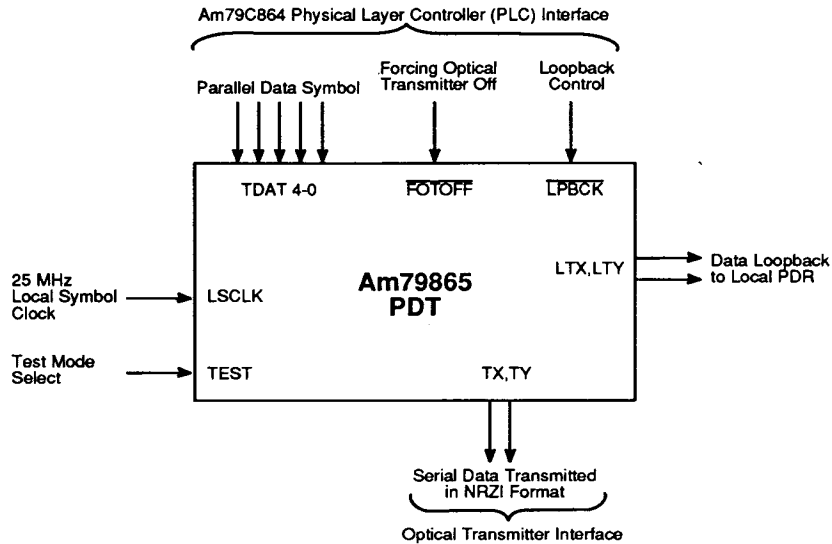 Am79C864 Physical Layer Controller (PLC) Interface
Parallel Data Symbol
Forcing Optical
Transmitter Off
Loopback
Control
TDAT 4-0
FOTOFF
LPBCK
25 MHz
Local Symbol
Clock
LSCLK
Am79865
PDT
LTX,LTY
Data Loopback
to Local PDR
Test Mode
Select
TEST
TX,TY
Serial Data Transmitted
in NRZI Format
Optical Transmitter Interface